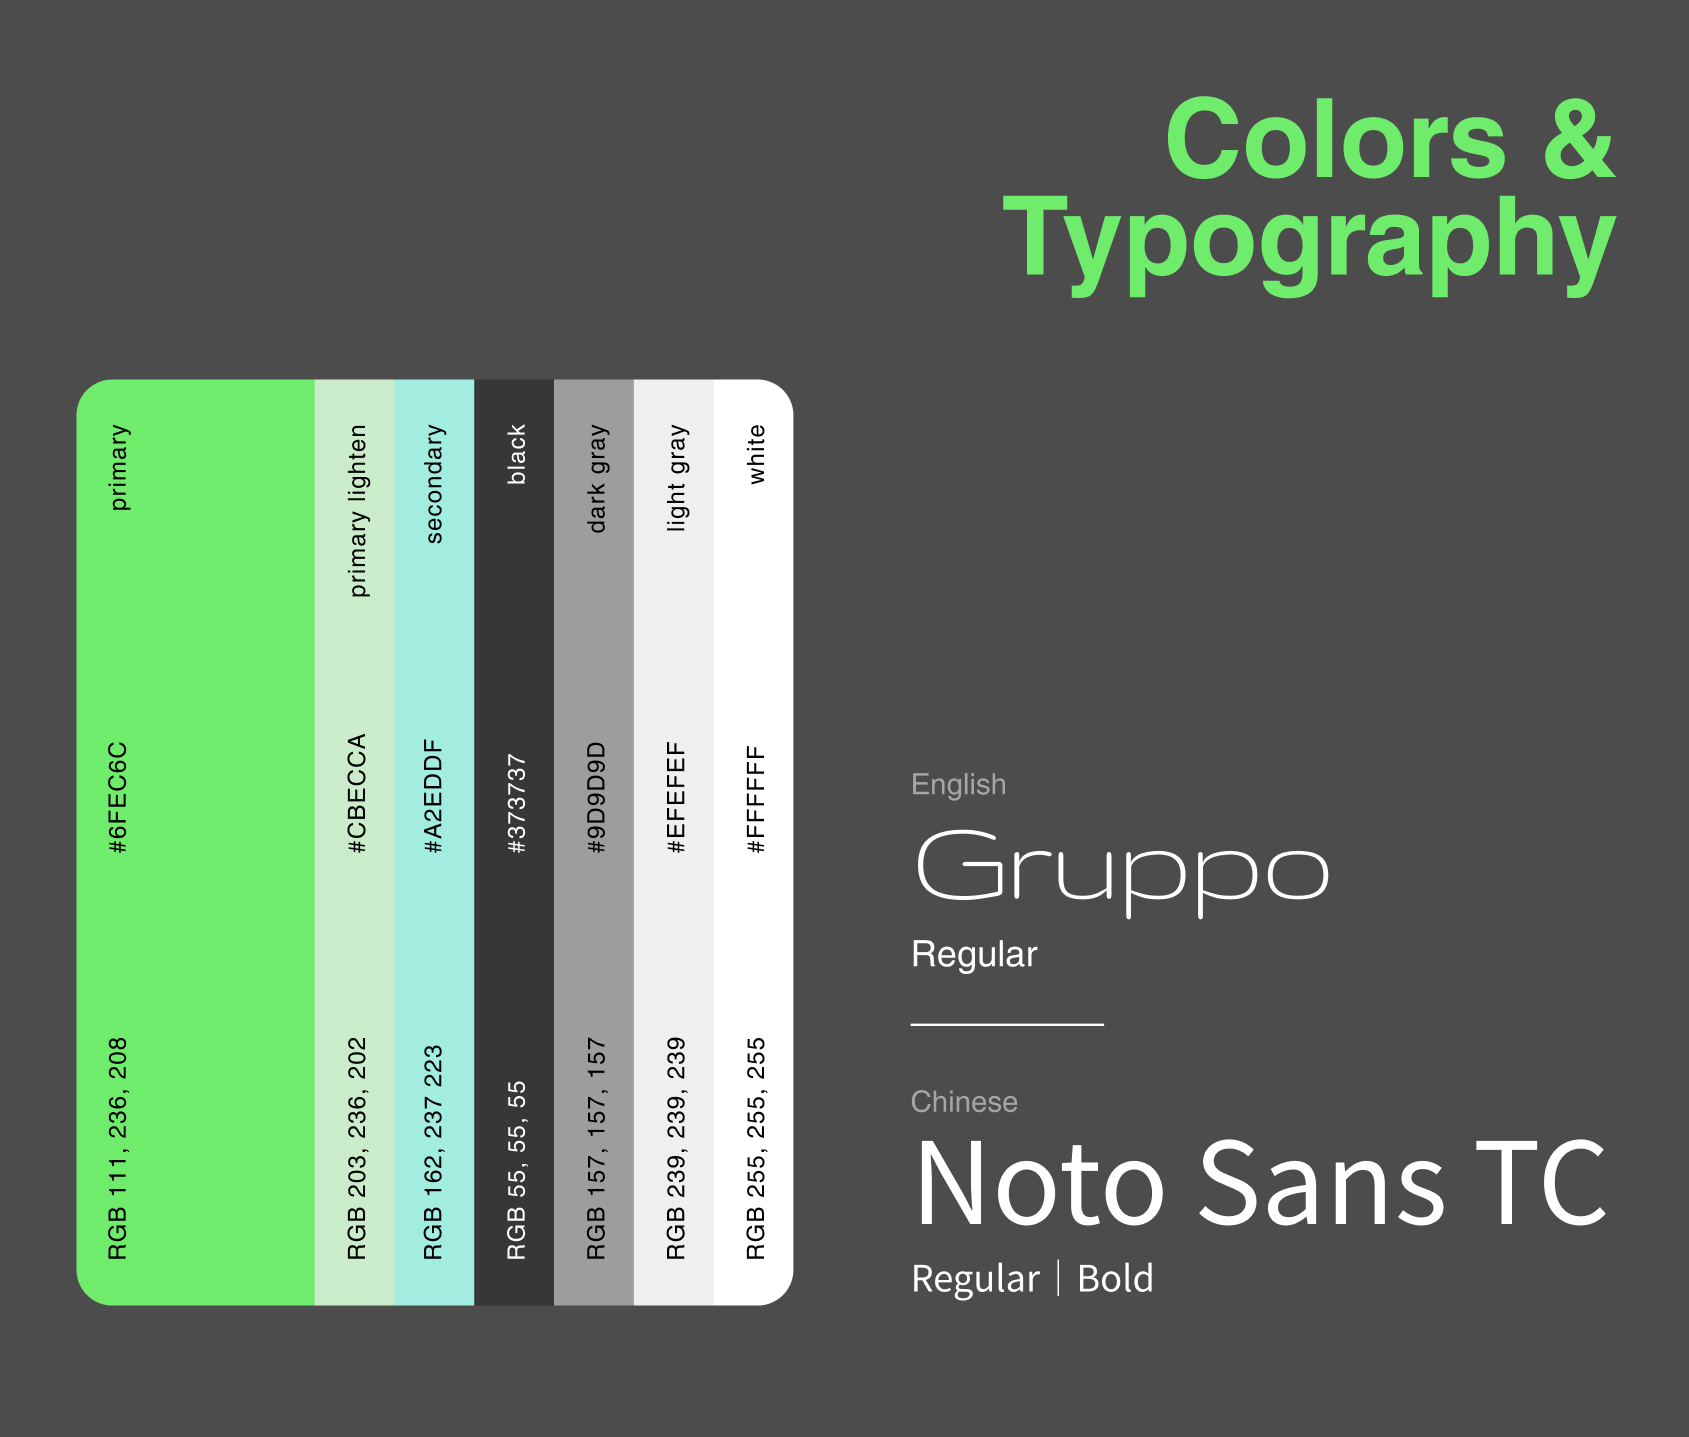 Colors &
Typography
primary
#6FEC6C
RGB 111, 236, 208
primary lighten
#CBECCA
RGB 203, 236, 202
secondary
#A2EDDF
RGB 162, 237 223
black
#373737
RGB 55, 55, 55
dark gray
#9D9D9D
RGB 157, 157, 157
light gray
#EFEFEF
RGB 239, 239, 239
white
#FFFFFF
RGB 255, 255, 255
English
Gruppo
Regular
Chinese
Noto Sans TC
Regular | Bold